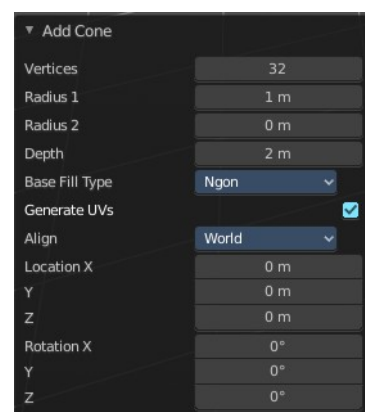 Add Cone
Vertices 32
Radius 1 1 m
Radius 2 0 m
Depth 2 m
Base Fill Type Ngon
Generate UVs
Align World
Location X 0 m
Y 0 m
Z 0 m
Rotation X 0°
Y 0°
Z 0°